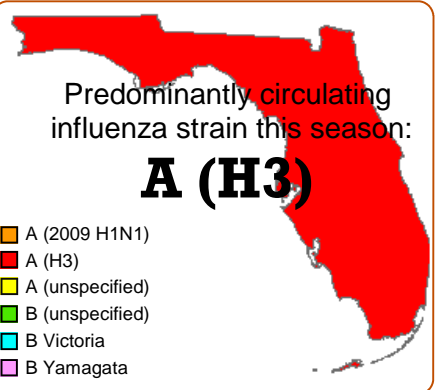 Predominantly circulating
influenza strain this season:
A (H3)
A (2009 H1N1)
A (H3)
A (unspecified)
B (unspecified)
B Victoria
B Yamagata